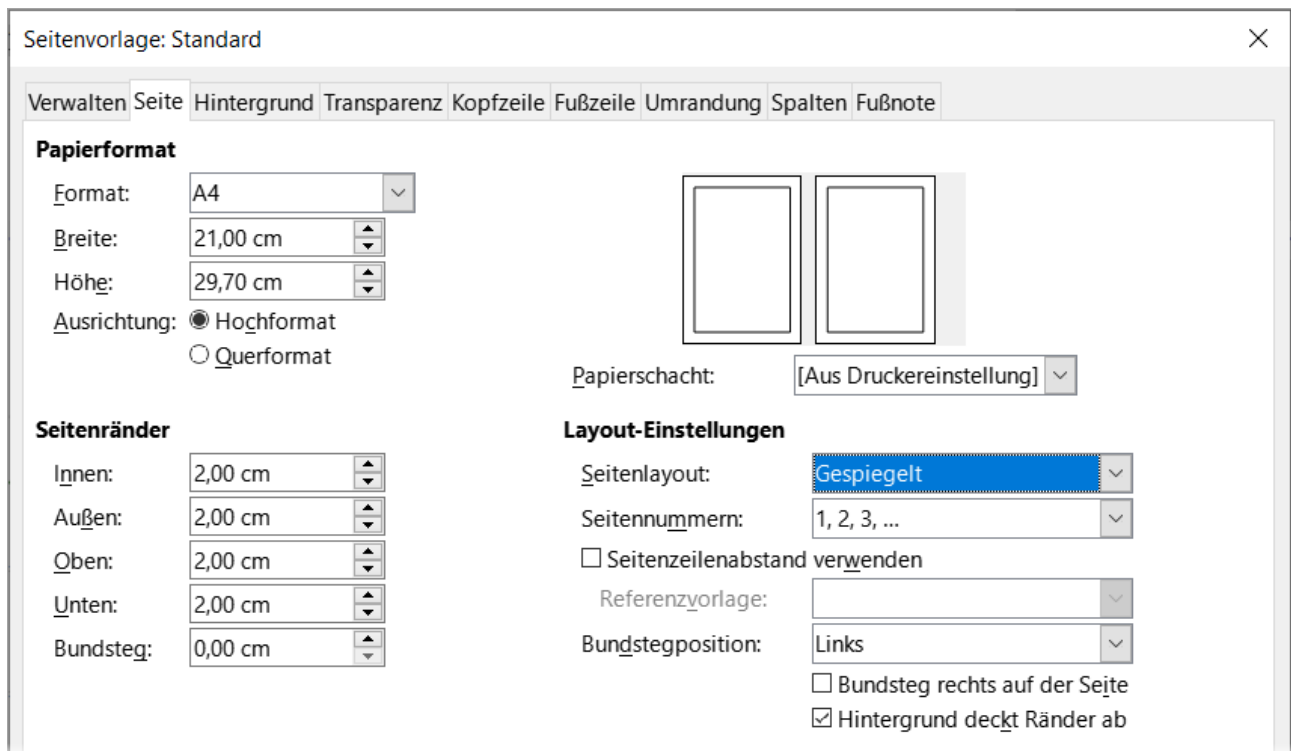 Seitenvorlage: Standard
Verwalten Seite Hintergrund Transparenz Kopfzeile Fußzeile Umrandung Spalten Fußnote
Papierformat
Format: A4
Breite: 21,00 cm
Höhe: 29,70 cm
Ausrichtung: Hochformat
Querformat
Papierschacht: [Aus Druckereinstellung]
Seitenränder
Innen: 2,00 cm
Außen: 2,00 cm
Oben: 2,00 cm
Unten: 2,00 cm
Bundsteg: 0,00 cm
Layout-Einstellungen
Seitenlayout: Gespiegelt
Seitennummern: 1, 2, 3, ...
Seitenzeilenabstand verwenden
Referenzvorlage:
Bundstegposition: Links
Bundsteg rechts auf der Seite
Hintergrund deckt Ränder ab